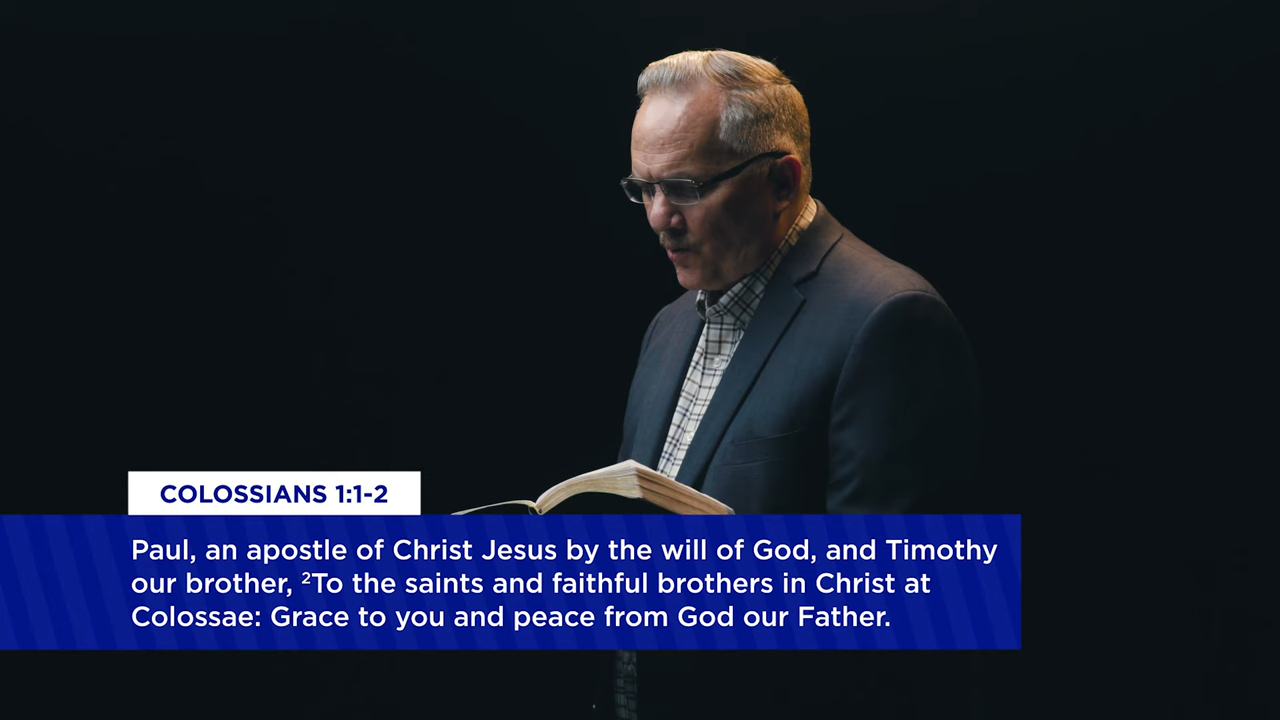 COLOSSIANS 1:1-2
Paul, an apostle of Christ Jesus by the will of God, and Timothy
our brother, ²To the saints and faithful brothers in Christ at
Colossae: Grace to you and peace from God our Father.